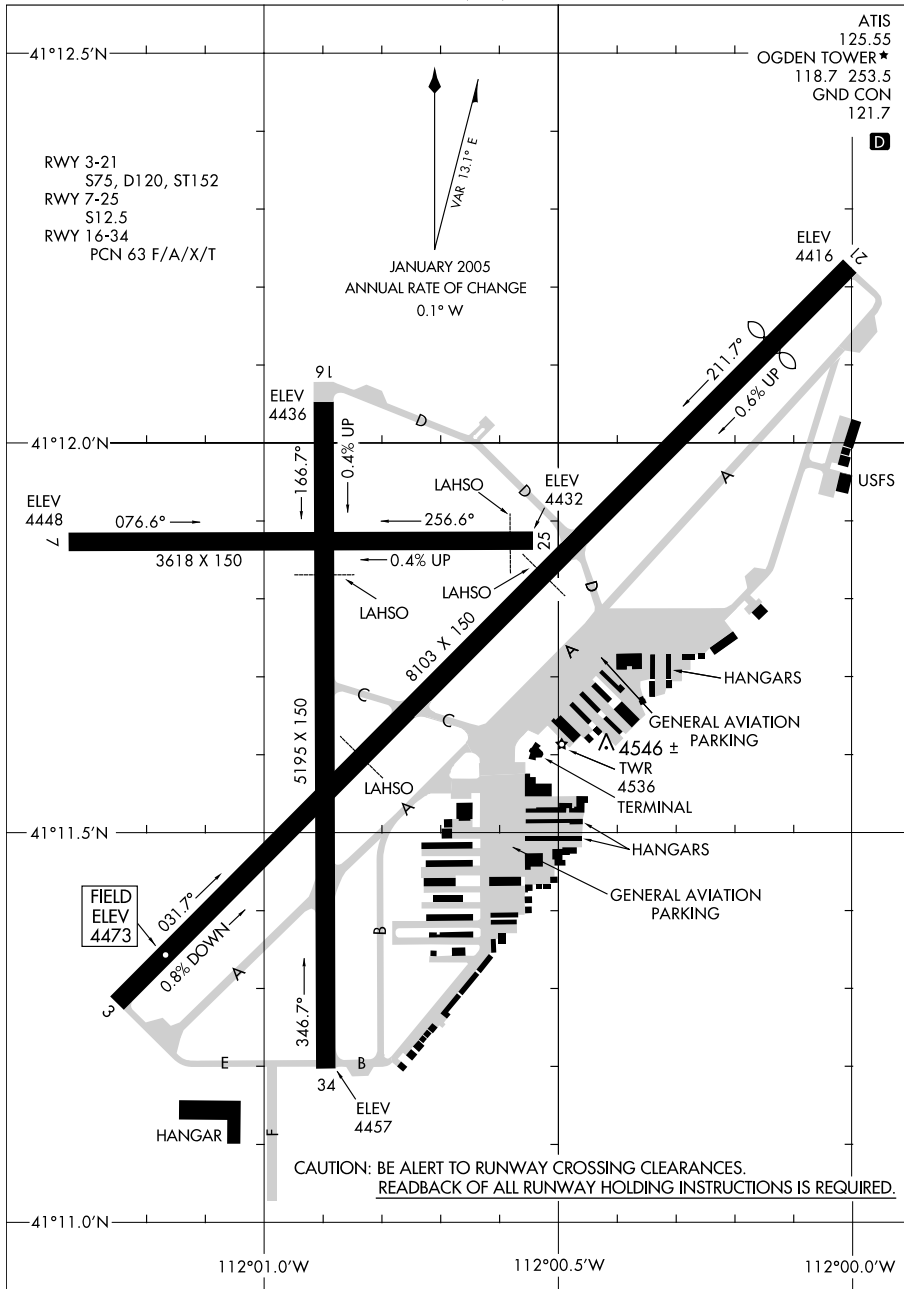 ATIS
125.55
OGDEN TOWER★
118.7 253.5
GND CON
121.7
D
41°12.5'N
RWY 3-21
S75, D120, ST152
RWY 7-25
S12.5
RWY 16-34
PCN 63 F/A/X/T
VAR 13.1° E
JANUARY 2005
ANNUAL RATE OF CHANGE
0.1° W
ELEV
4416
21
211.7°
0.6% UP
16
ELEV
4436
166.7°
0.4% UP
D
41°12.0'N
A
USFS
LAHSO
ELEV
4432
D
ELEV
4448
076.6°
256.6°
7
25
3618 X 150
0.4% UP
LAHSO
LAHSO
D
8103 X 150
A
HANGARS
C
C
GENERAL AVIATION
PARKING
5195 X 150
4546 ±
TWR
4536
TERMINAL
LAHSO
A
41°11.5'N
HANGARS
GENERAL AVIATION
PARKING
FIELD
ELEV
4473
031.7°
0.8% DOWN
A
B
3
346.7°
E
B
34
ELEV
4457
HANGAR
F
CAUTION: BE ALERT TO RUNWAY CROSSING CLEARANCES.
READBACK OF ALL RUNWAY HOLDING INSTRUCTIONS IS REQUIRED.
41°11.0'N
112°01.0'W
112°00.5'W
112°00.0'W